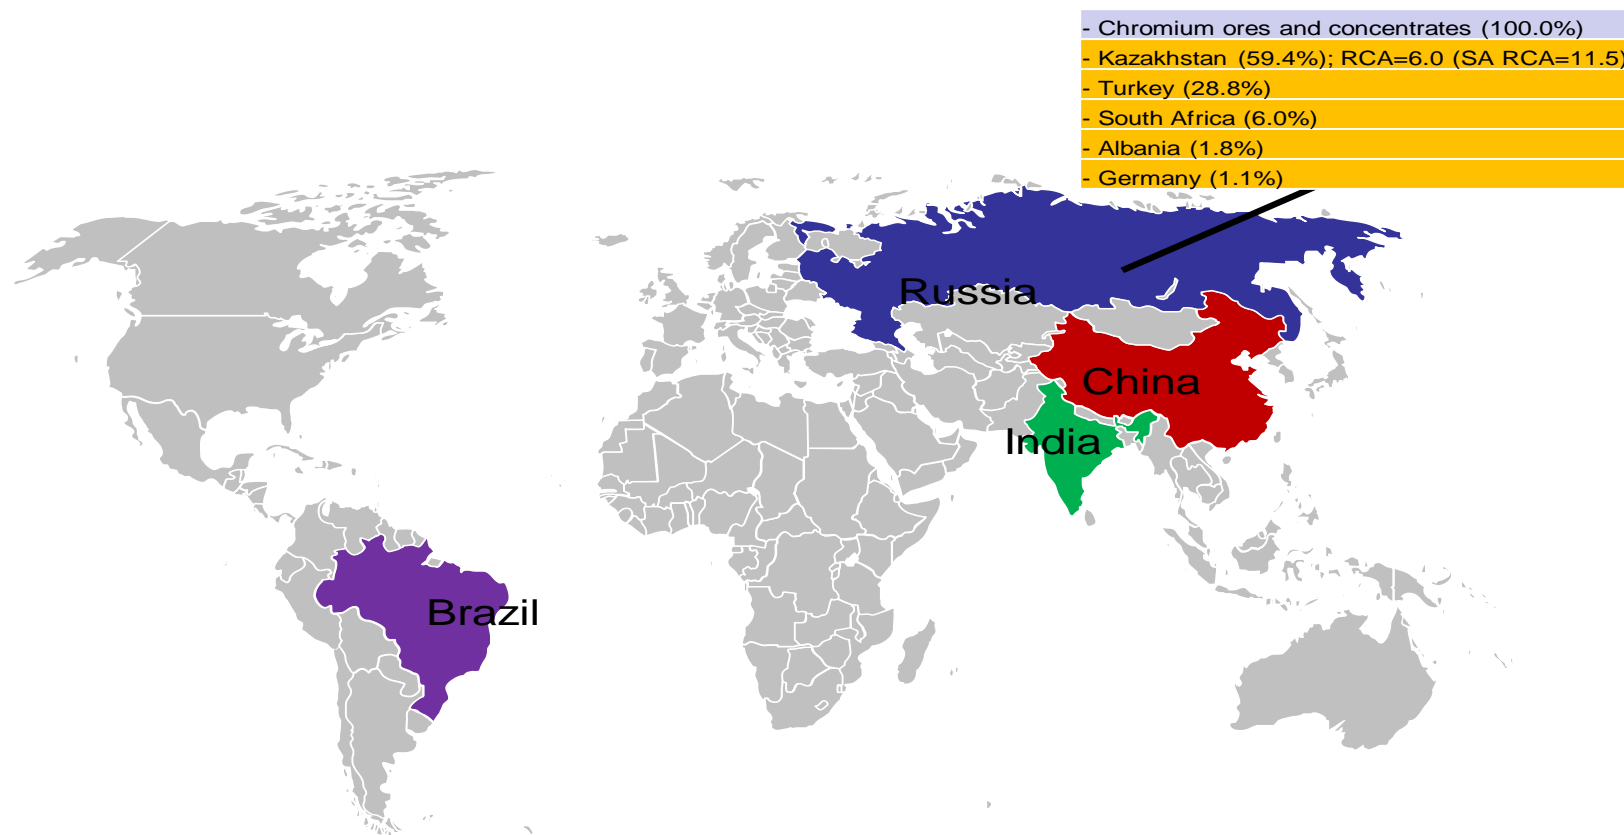 - Chromium ores and concentrates (100.0%)
- Kazakhstan (59.4%); RCA=6.0 (SA RCA=11.5)
- Turkey (28.8%)
- South Africa (6.0%)
- Albania (1.8%)
- Germany (1.1%)
Russia
China
India
Brazil